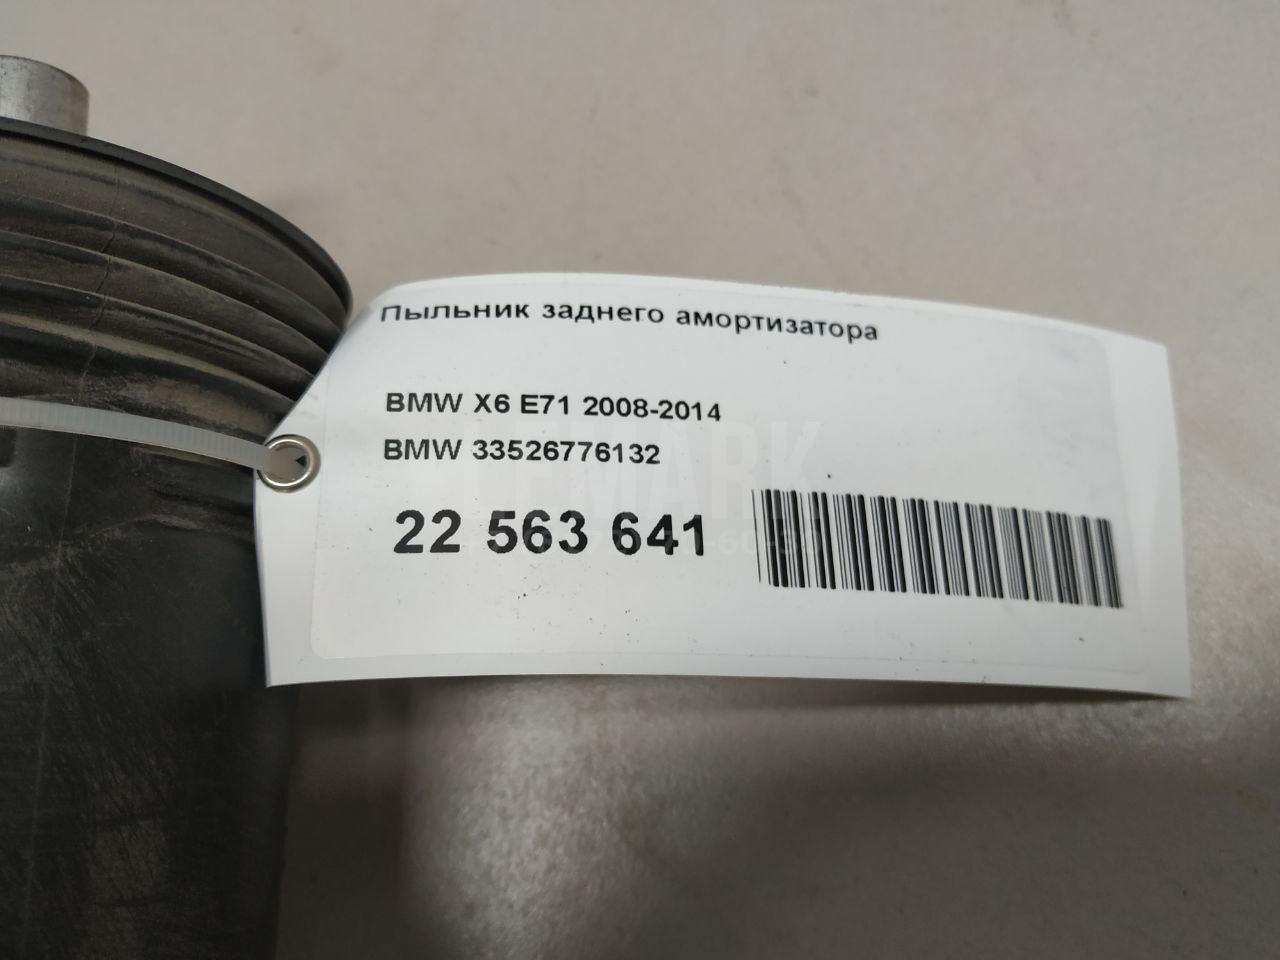 Пыльник заднего амортизатора
BMW X6 E71 2008-2014
BMW 33526776132
22 563 641